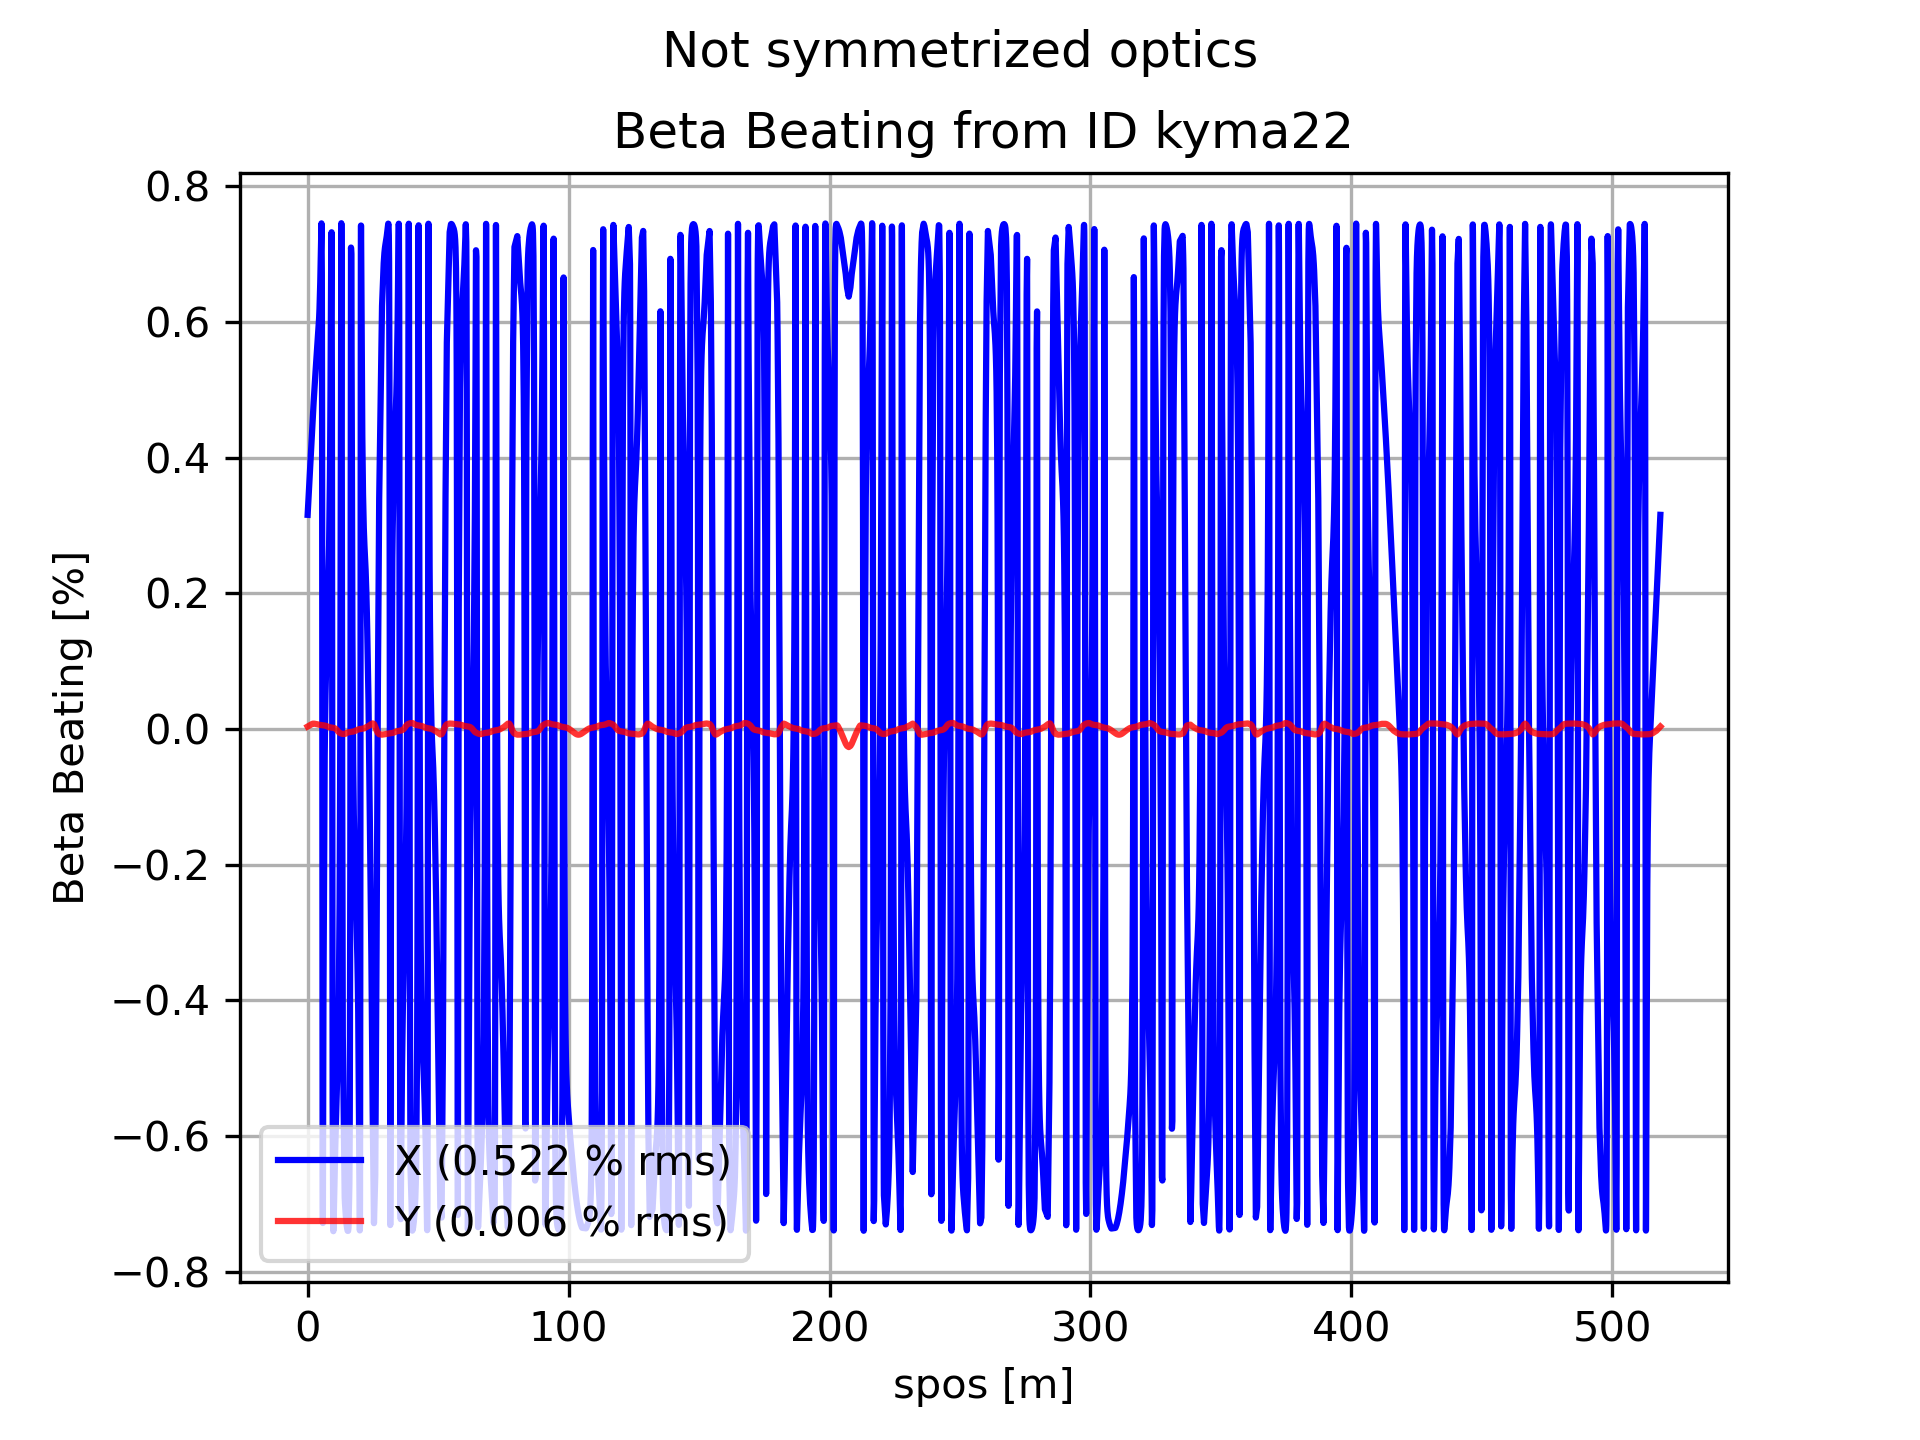 Not symmetrized optics
Beta Beating from ID kyma22
Beta Beating [%]
0.8
0.6
0.4
0.2
0.0
−0.2
−0.4
−0.6
−0.8
X (0.522 % rms)
Y (0.006 % rms)
0 100 200 300 400 500
spos [m]